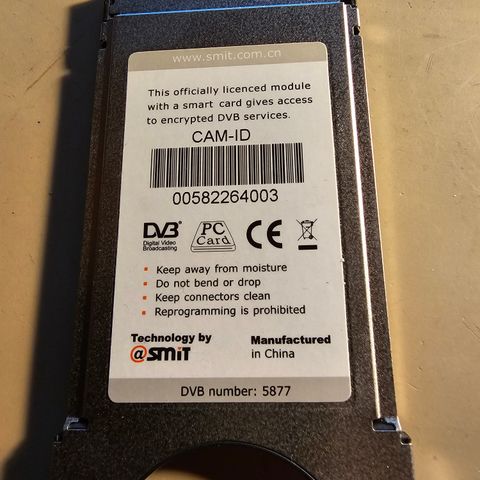 www.smit.com.cn
This officially licenced module
with a smart card gives access
to encrypted DVB services.
CAM-ID
00582264003
DVB
Digital Video
Broadcasting
PC
Card
CE
Keep away from moisture
Do not bend or drop
Keep connectors clean
Reprogramming is prohibited
Technology by
@SMiT
Manufactured
in China
DVB number: 5877